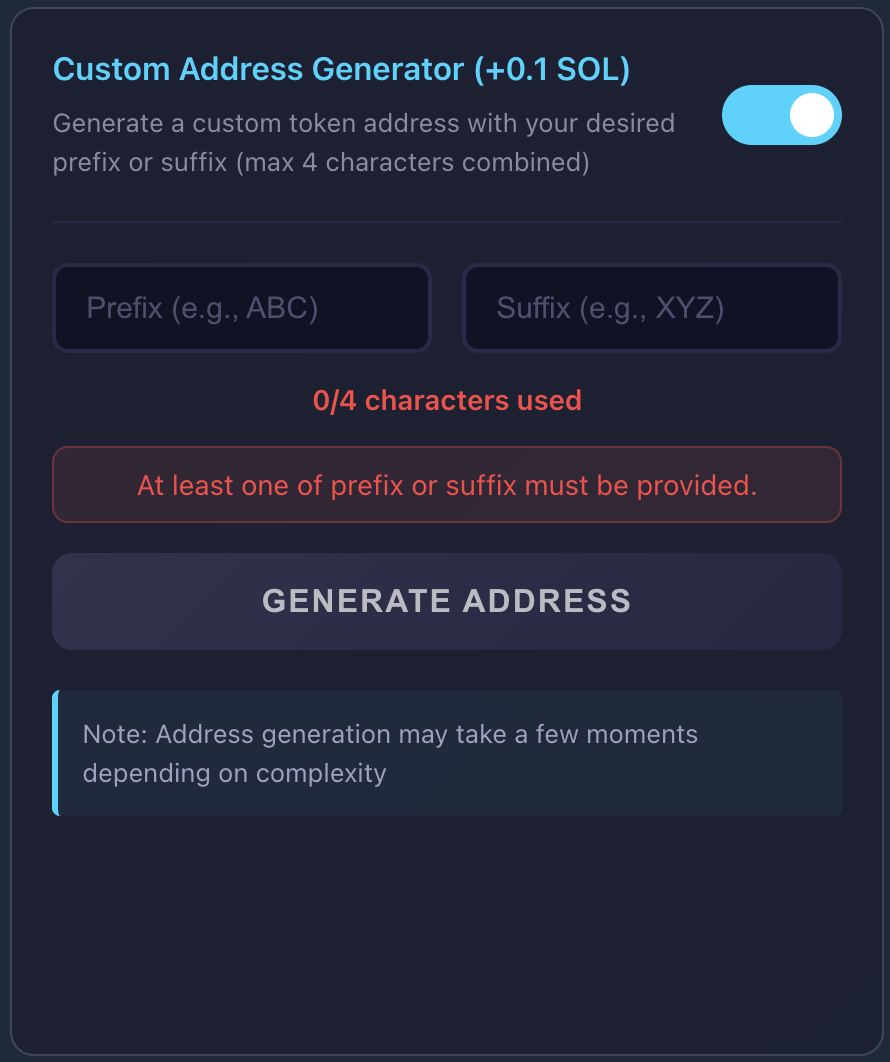 Custom Address Generator (+0.1 SOL)
Generate a custom token address with your desired
prefix or suffix (max 4 characters combined)
Prefix (e.g., ABC)
Suffix (e.g., XYZ)
0/4 characters used
At least one of prefix or suffix must be provided.
GENERATE ADDRESS
Note: Address generation may take a few moments
depending on complexity